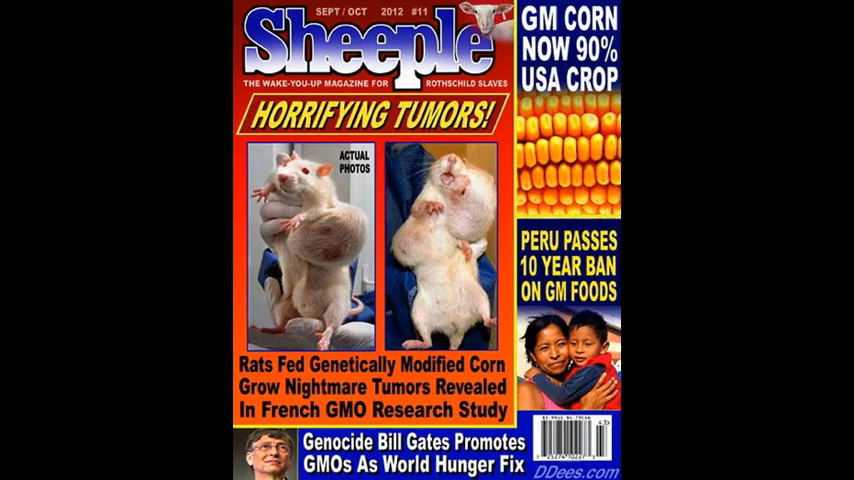 SEPT / OCT 2012 #11
Sheeple
THE WAKE-YOU-UP MAGAZINE FOR ROTHSCHILD SLAVES
HORRIFYING TUMORS!
ACTUAL
PHOTOS
Rats Fed Genetically Modified Corn
Grow Nightmare Tumors Revealed
In French GMO Research Study
Genocide Bill Gates Promotes
GMOs As World Hunger Fix
GM CORN
NOW 90%
USA CROP
PERU PASSES
10 YEAR BAN
ON GM FOODS
43
DDees.com